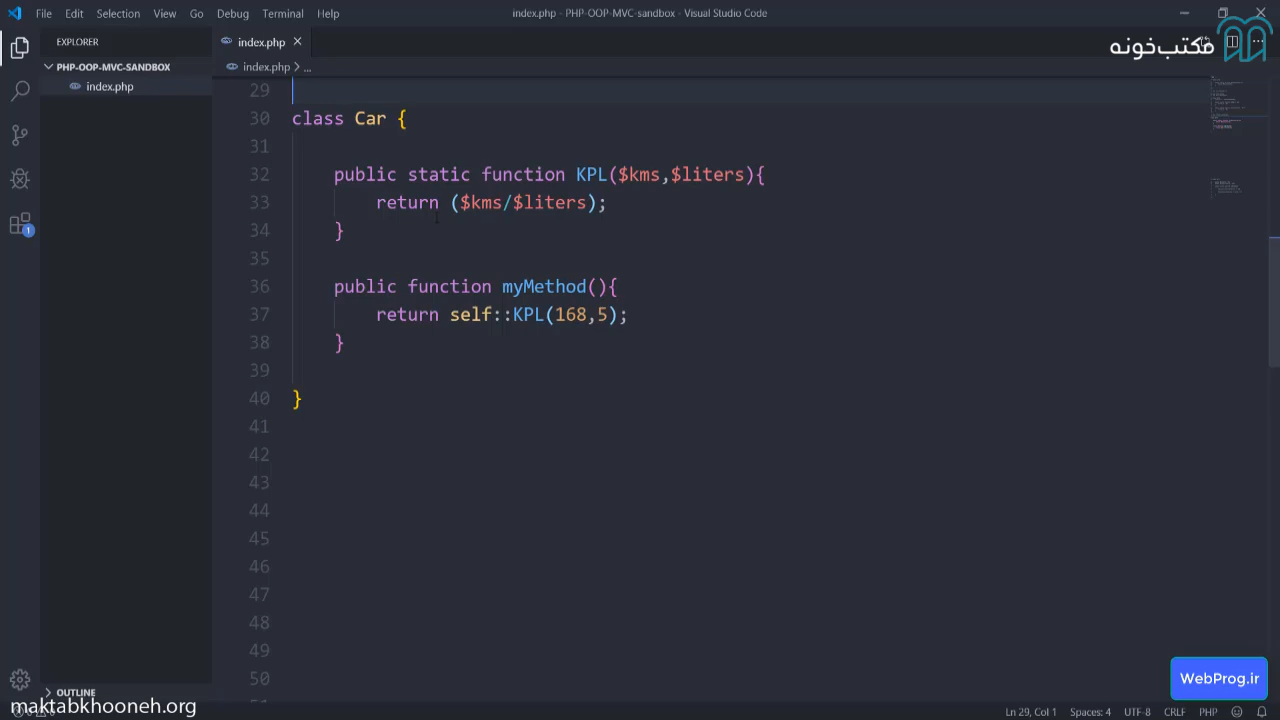 File Edit Selection View Go Debug Terminal Help
index.php - PHP-OOP-MVC-sandbox - Visual Studio Code
EXPLORER
index.php
مکتب‌خونه
PHP-OOP-MVC-SANDBOX
index.php > ...
index.php
29
30 class Car {
31
32 public static function KPL($kms,$liters){
33 return ($kms/$liters);
34 }
35
36 public function myMethod(){
37 return self::KPL(168,5);
38 }
39
40 }
41
42
43
44
45
46
47
48
49
50
1
WebProg.ir
OUTLINE
maktabkhooneh.org
Ln 29, Col 1 Spaces: 4 UTF-8 CRLF PHP